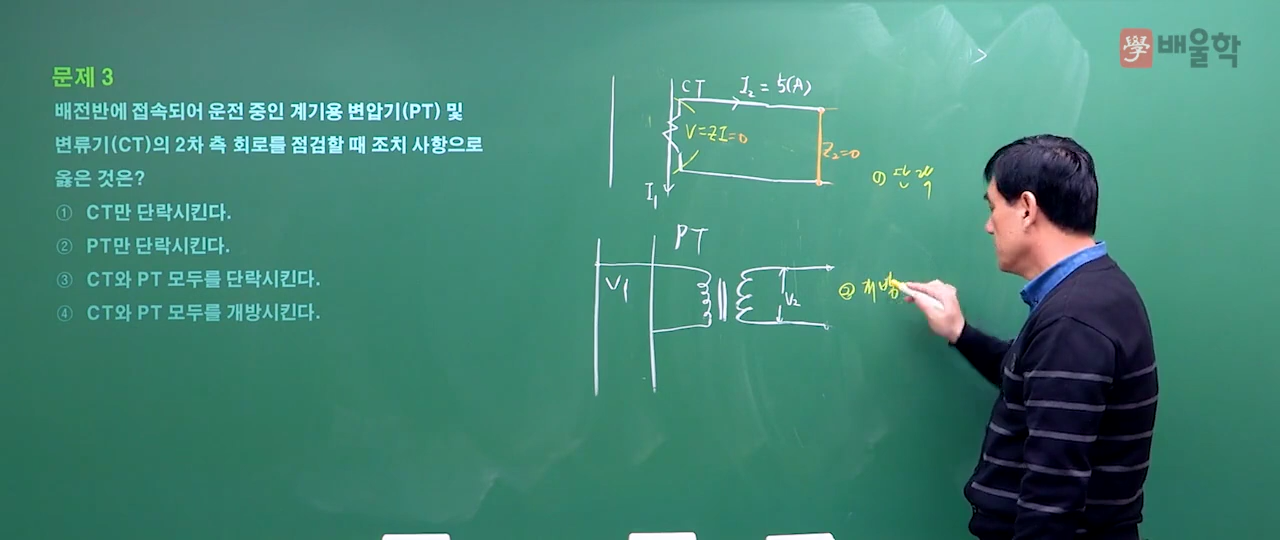 學 배울학
문제 3
배전반에 접속되어 운전 중인 계기용 변압기(PT) 및
변류기(CT)의 2차 측 회로를 점검할 때 조치 사항으로
옳은 것은?
① CT만 단락시킨다.
② PT만 단락시킨다.
③ CT와 PT 모두를 단락시킨다.
④ CT와 PT 모두를 개방시킨다.
CT I₂ = 5(A)
V=ZI=0
Z₂=0
I₁
① 단락
PT
V₁
V₂
② 개방